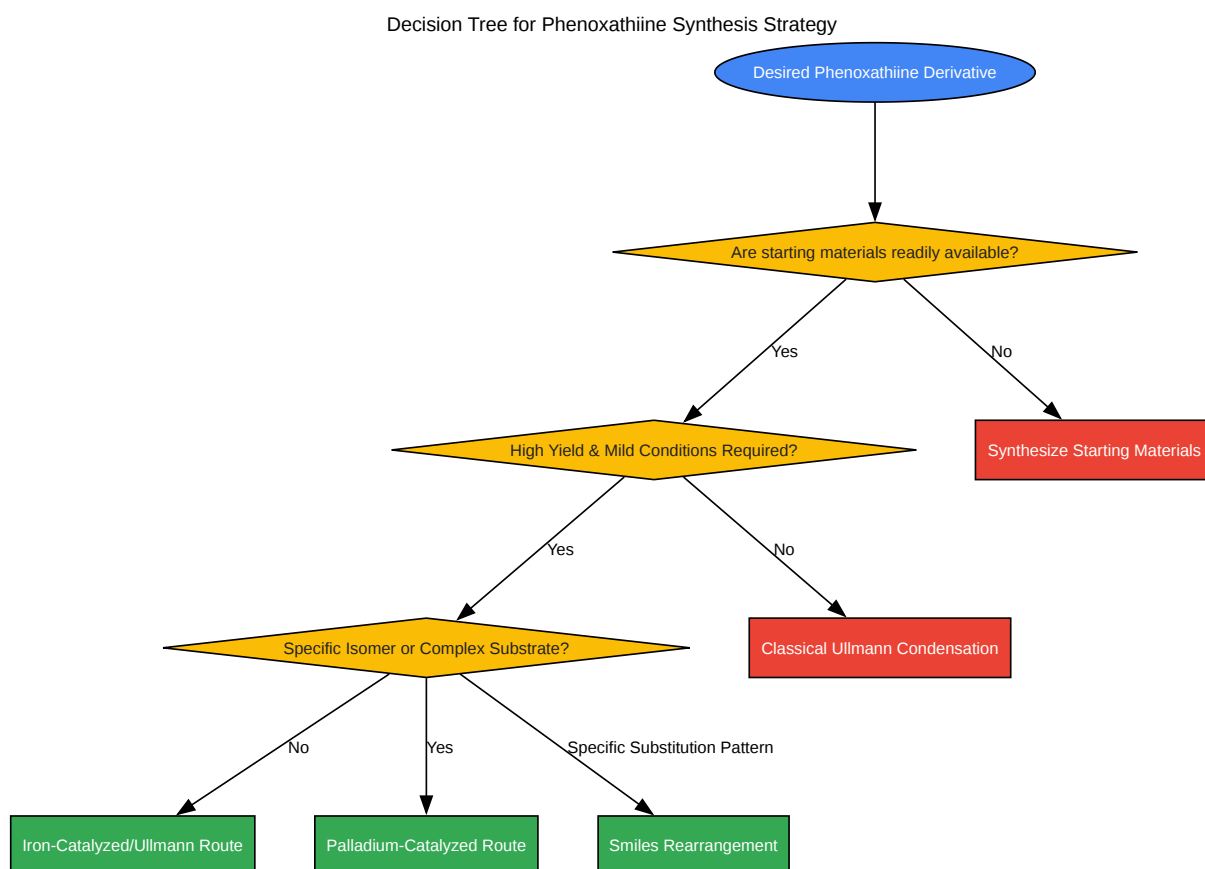 Decision Tree for Phenoxathiine Synthesis Strategy
Desired Phenoxathiine Derivative
Are starting materials readily available?
Yes
No
High Yield & Mild Conditions Required?
Synthesize Starting Materials
Yes
No
Specific Isomer or Complex Substrate?
Classical Ullmann Condensation
No
Yes
Specific Substitution Pattern
Iron-Catalyzed/Ullmann Route
Palladium-Catalyzed Route
Smiles Rearrangement